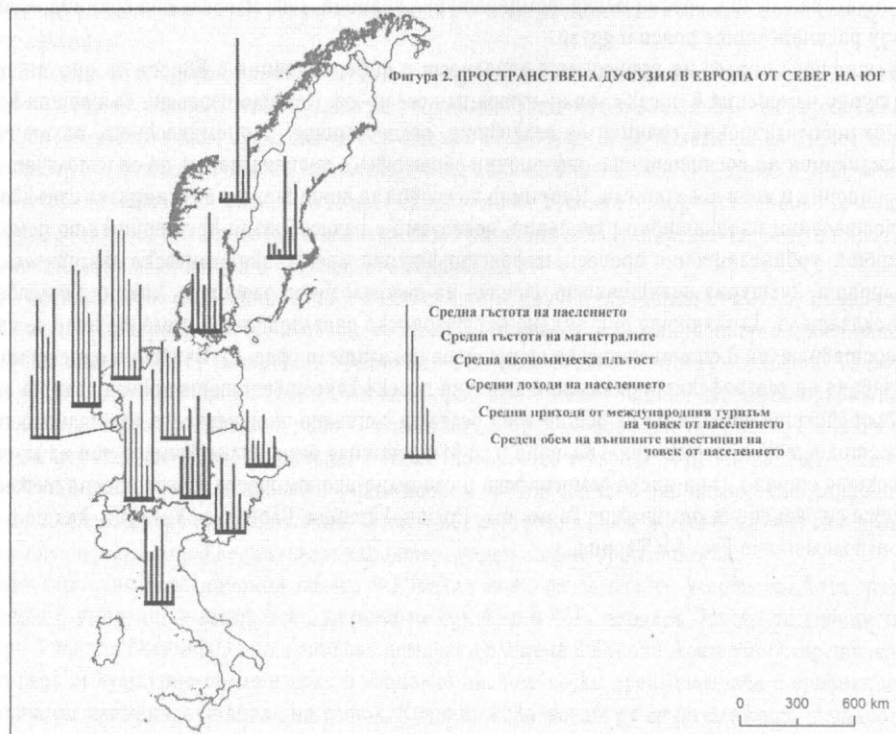 Фигура 2. ПРОСТРАНСТВЕНА ДУФУЗИЯ В ЕВРОПА ОТ СЕВЕР НА ЮГ
Средна гъстота на населението
Средна гъстота на магистралите
Средна плътност на капитет
Средни доходи на населението
Средни приходи от международния туризъм
на човек от населението
Среден обем на външните инвестиции на
човек от населението
0 300 600 km